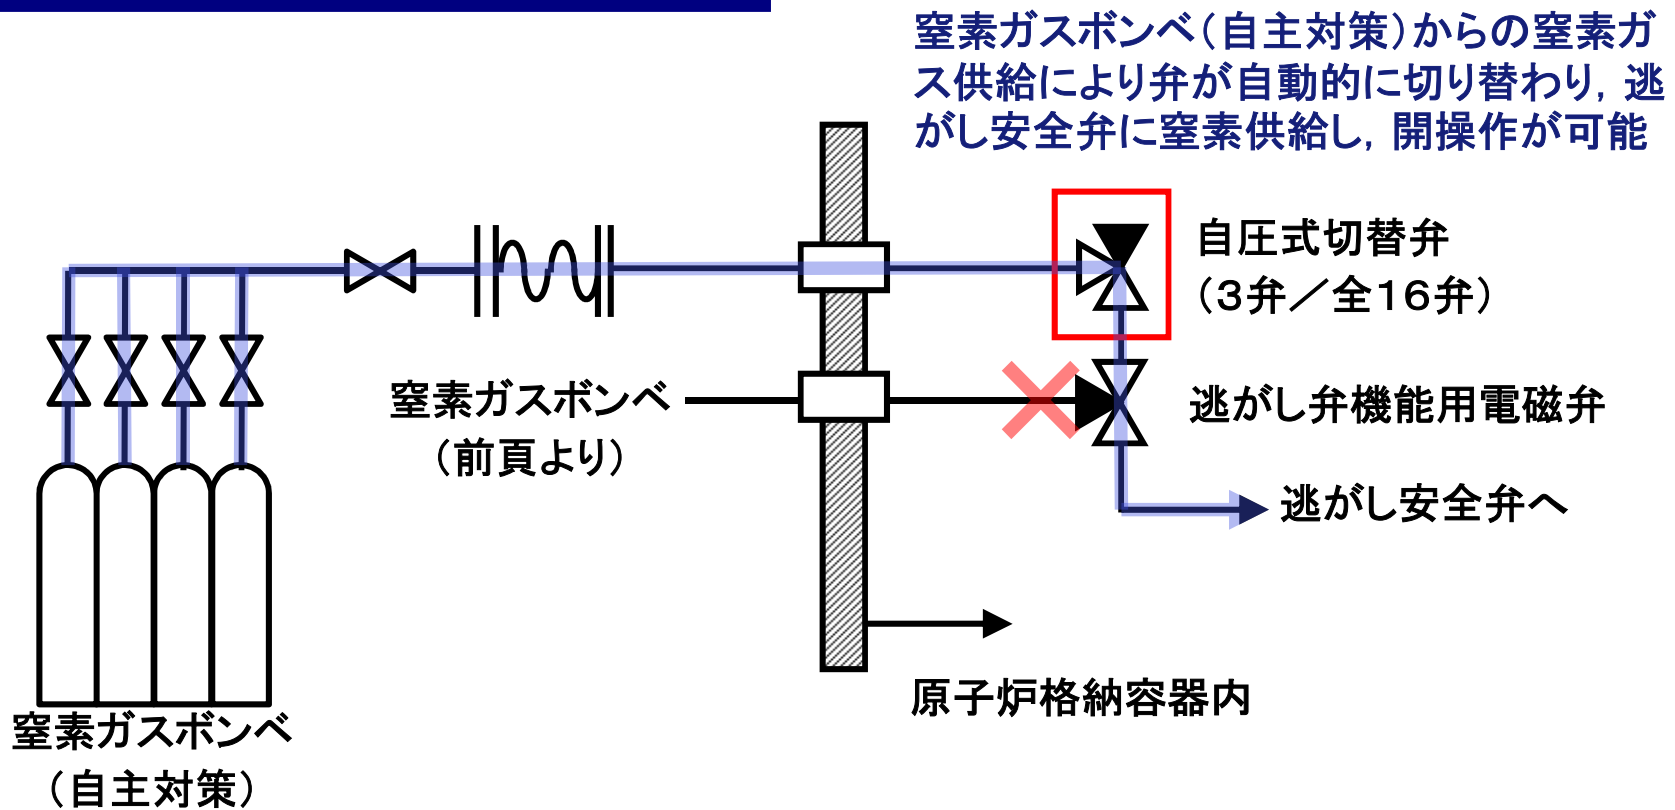 窒素ガスボンベ（自主対策）からの窒素ガ
ス供給により弁が自動的に切り替わり，逃
がし安全弁に窒素供給し，開操作が可能
自圧式切替弁
（３弁／全１６弁）
窒素ガスボンベ
（前頁より）
逃がし弁機能用電磁弁
逃がし安全弁へ
原子炉格納容器内
窒素ガスボンベ
（自主対策）